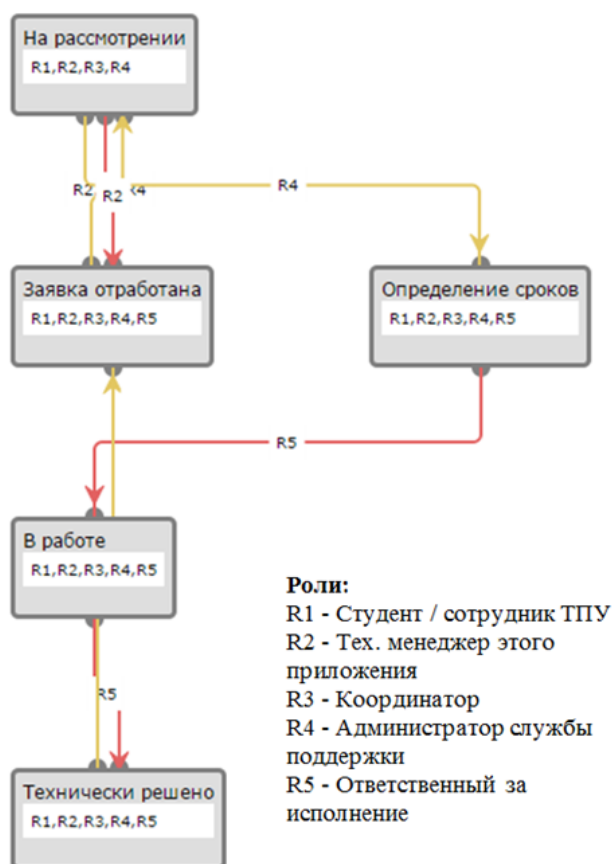 На рассмотрении
R1,R2,R3,R4
R2
R2
R4
R4
Заявка отработана
R1,R2,R3,R4,R5
Определение сроков
R1,R2,R3,R4,R5
R5
В работе
R1,R2,R3,R4,R5
R5
Технически решено
R1,R2,R3,R4,R5
Роли:
R1 - Студент / сотрудник ТПУ
R2 - Тех. менеджер этого
приложения
R3 - Координатор
R4 - Администратор службы
поддержки
R5 - Ответственный за
исполнение